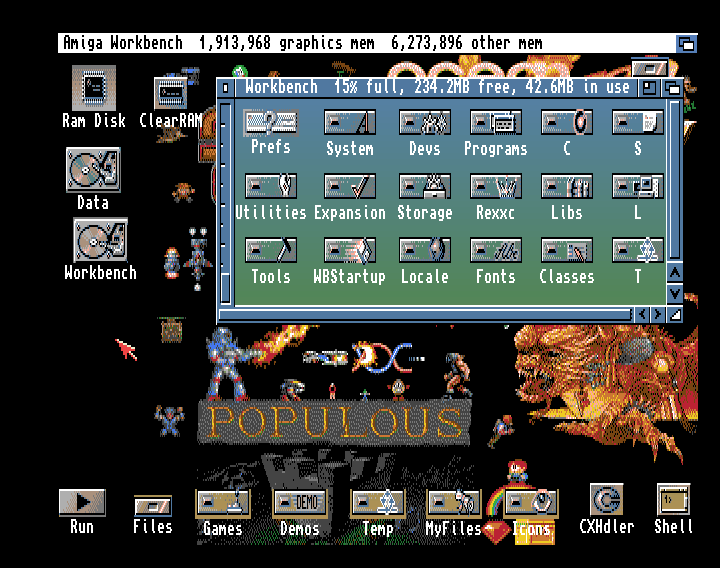 Amiga Workbench 1,913,968 graphics mem 6,273,896 other mem
Workbench 15% full, 234.2MB free, 42.6MB in use
Ram Disk ClearRAM
Prefs System Devs Programs C S
Data
Utilities Expansion Storage Rexxc Libs L
Workbench
Tools WBStartup Locale Fonts Classes T
POPULOUS
DEMO
Run Files Games Demos Temp MyFiles Icons CXHdler Shell